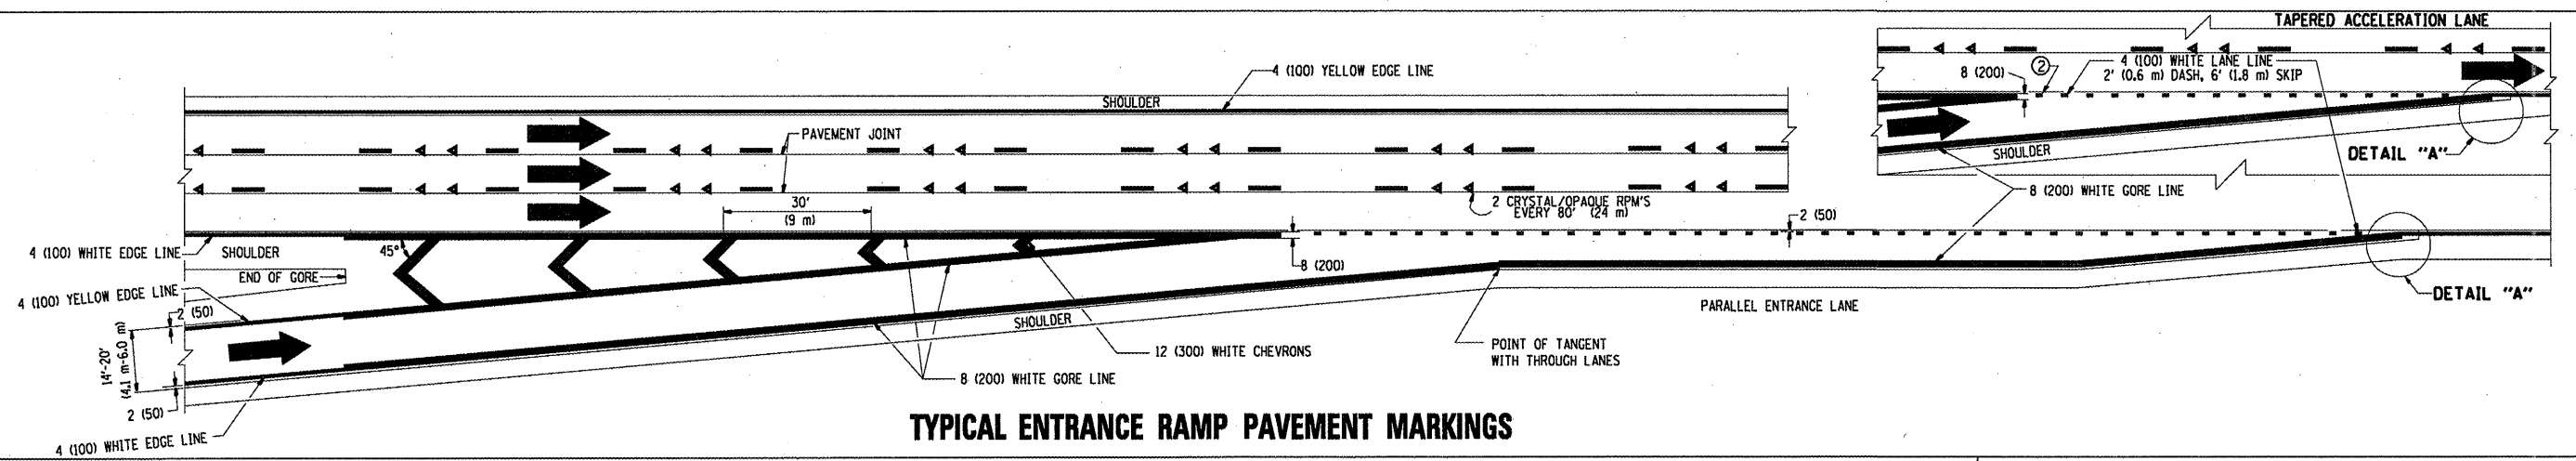 TAPERED ACCELERATION LANE
4 (100) YELLOW EDGE LINE
8 (200)
2
4 (100) WHITE LANE LINE
2' (0.6 m) DASH, 6' (1.8 m) SKIP
SHOULDER
PAVEMENT JOINT
SHOULDER
DETAIL "A"
30'
(9 m)
2 CRYSTAL/OPAQUE RPM'S
EVERY 80' (24 m)
8 (200) WHITE GORE LINE
2 (50)
4 (100) WHITE EDGE LINE
SHOULDER
45°
END OF GORE
8 (200)
4 (100) YELLOW EDGE LINE
2 (50)
DETAIL "A"
PARALLEL ENTRANCE LANE
SHOULDER
14'-20'
(4.1 m-6.0 m)
12 (300) WHITE CHEVRONS
POINT OF TANGENT
WITH THROUGH LANES
8 (200) WHITE GORE LINE
2 (50)
4 (100) WHITE EDGE LINE
TYPICAL ENTRANCE RAMP PAVEMENT MARKINGS